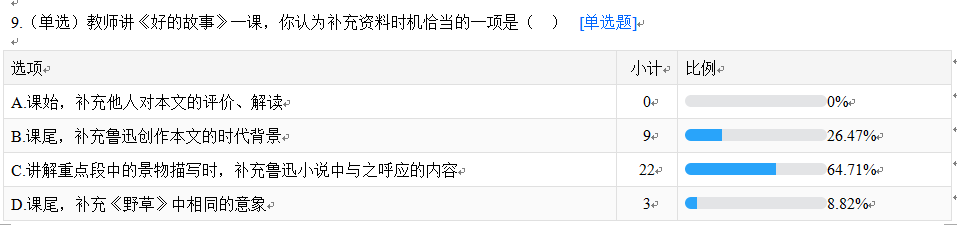 9.（单选）教师讲《好的故事》一课，你认为补充资料时机恰当的一项是（ ） [单选题]
选项 小计 比例
A.课始，补充他人对本文的评价、解读 0 0%
B.课尾，补充鲁迅创作本文的时代背景 9 26.47%
C.讲解重点段中的景物描写时，补充鲁迅小说中与之呼应的内容 22 64.71%
D.课尾，补充《野草》中相同的意象 3 8.82%